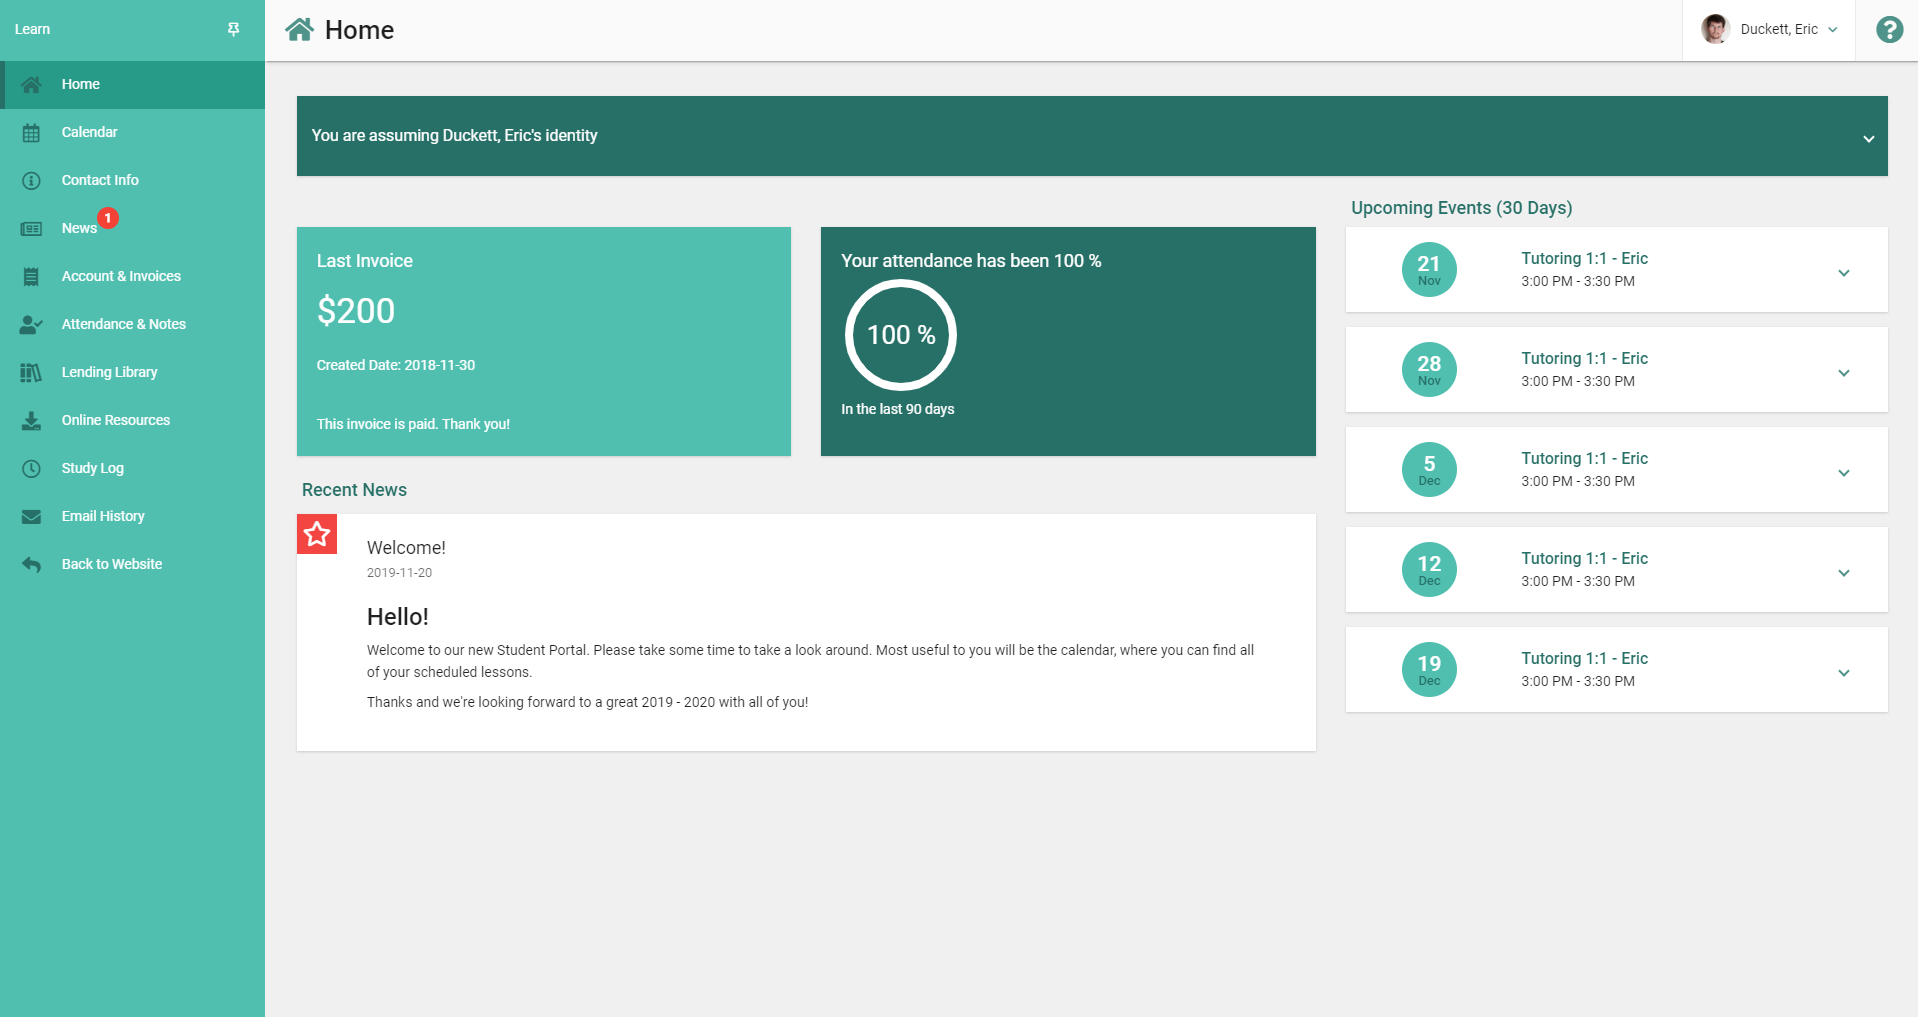 Learn
Home
Calendar
Contact Info
News
1
Account & Invoices
Attendance & Notes
Lending Library
Online Resources
Study Log
Email History
Back to Website
Home
Duckett, Eric
?
You are assuming Duckett, Eric's identity
Last Invoice
$200
Created Date: 2018-11-30
This invoice is paid. Thank you!
Your attendance has been 100 %
100 %
In the last 90 days
Recent News
Welcome!
2019-11-20
Hello!
Welcome to our new Student Portal. Please take some time to take a look around. Most useful to you will be the calendar, where you can find all
of your scheduled lessons.
Thanks and we're looking forward to a great 2019 - 2020 with all of you!
Upcoming Events (30 Days)
21
Nov
Tutoring 1:1 - Eric
3:00 PM - 3:30 PM
28
Nov
Tutoring 1:1 - Eric
3:00 PM - 3:30 PM
5
Dec
Tutoring 1:1 - Eric
3:00 PM - 3:30 PM
12
Dec
Tutoring 1:1 - Eric
3:00 PM - 3:30 PM
19
Dec
Tutoring 1:1 - Eric
3:00 PM - 3:30 PM